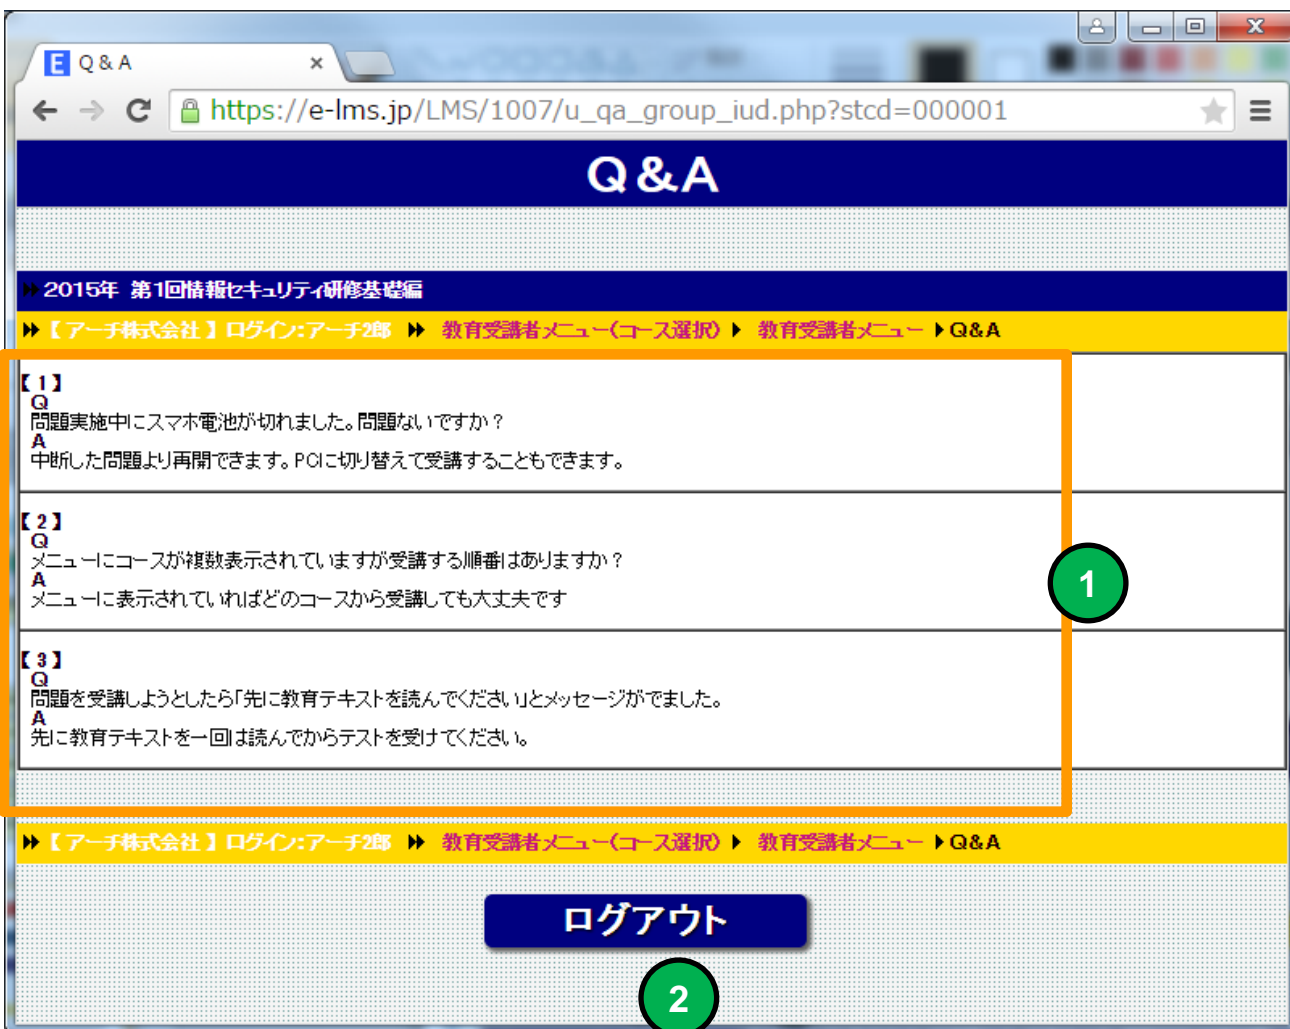 Q & A
https://e-lms.jp/LMS/1007/u_qa_group_iud.php?stcd=000001
Q&A
2015年 第1回情報セキュリティ研修基礎編
【 アーチ株式会社 】 ログイン:アーチ2郎 教育受講者メニュー(コース選択) 教育受講者メニュー Q&A
【 1 】
Q
問題実施中にスマホ電池が切れました。問題ないですか？
A
中断した問題より再開できます。PCに切り替えて受講することもできます。
【 2 】
Q
メニューにコースが複数表示されていますが受講する順番はありますか？
A
メニューに表示されていればどのコースから受講しても大丈夫です
1
【 3 】
Q
問題を受講しようとしたら「先に教育テキストを読んでください」とメッセージがでました。
A
先に教育テキストを一回は読んでからテストを受けてください。
【 アーチ株式会社 】 ログイン:アーチ2郎 教育受講者メニュー(コース選択) 教育受講者メニュー Q&A
ログアウト
2